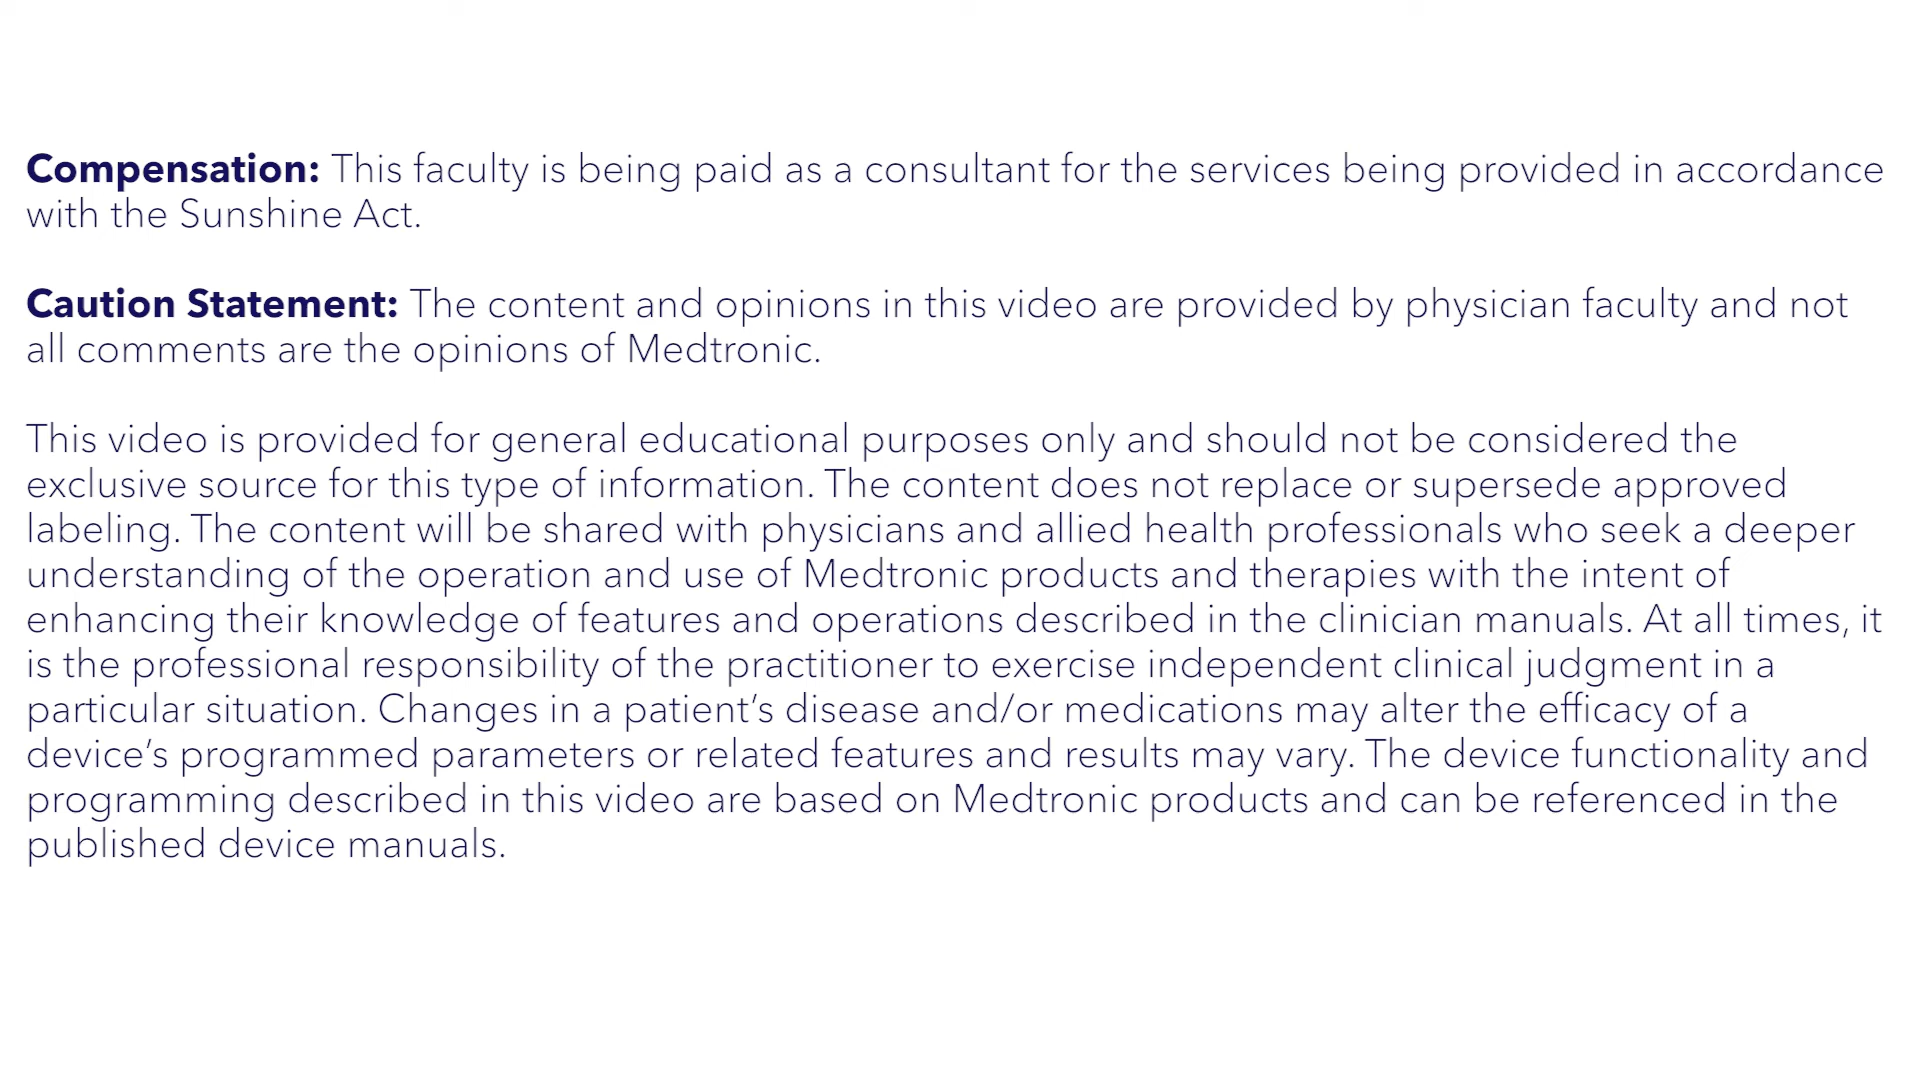 Compensation: This faculty is being paid as a consultant for the services being provided in accordance
with the Sunshine Act.
Caution Statement: The content and opinions in this video are provided by physician faculty and not
all comments are the opinions of Medtronic.
This video is provided for general educational purposes only and should not be considered the
exclusive source for this type of information. The content does not replace or supersede approved
labeling. The content will be shared with physicians and allied health professionals who seek a deeper
understanding of the operation and use of Medtronic products and therapies with the intent of
enhancing their knowledge of features and operations described in the clinician manuals. At all times, it
is the professional responsibility of the practitioner to exercise independent clinical judgment in a
particular situation. Changes in a patient’s disease and/or medications may alter the efficacy of a
device’s programmed parameters or related features and results may vary. The device functionality and
programming described in this video are based on Medtronic products and can be referenced in the
published device manuals.